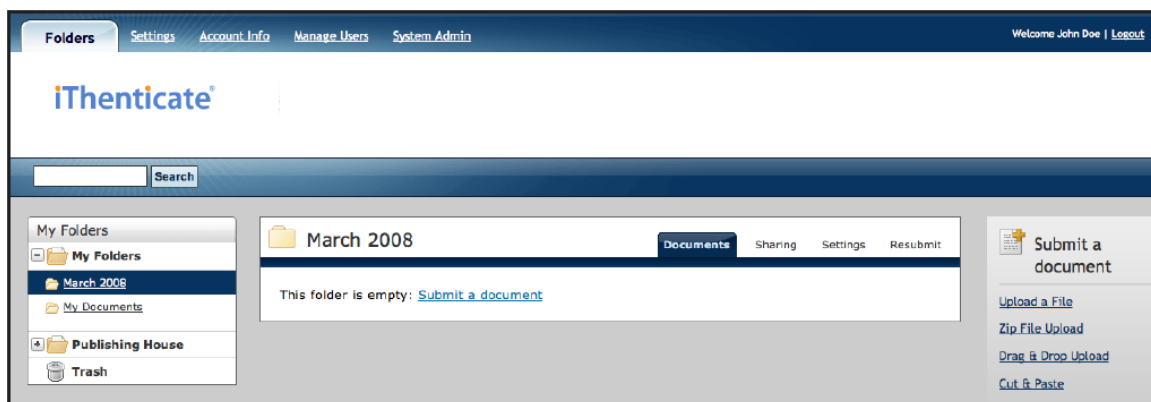 Folders Settings Account Info Manage Users System Admin Welcome John Doe | Logout
iThenticate®
Search
My Folders
My Folders
March 2008
My Documents
Publishing House
Trash
March 2008 Documents Sharing Settings Resubmit
This folder is empty: Submit a document
Submit a
document
Upload a File
Zip File Upload
Drag & Drop Upload
Cut & Paste